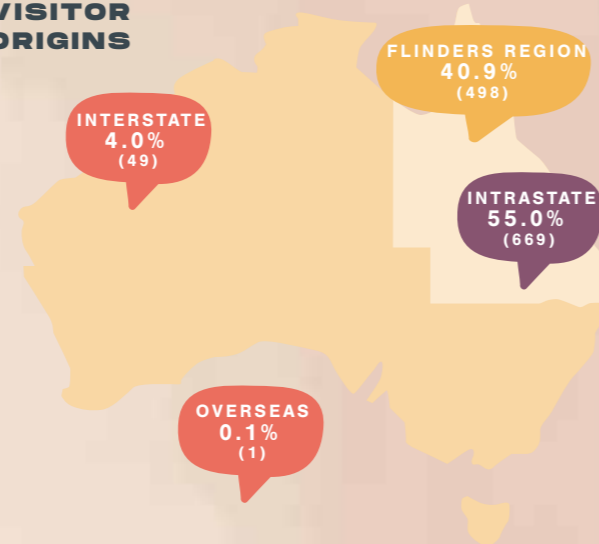 VISITOR
ORIGINS
FLINDERS REGION
40.9%
(498)
INTERSTATE
4.0%
(49)
INTRASTATE
55.0%
(669)
OVERSEAS
0.1%
(1)